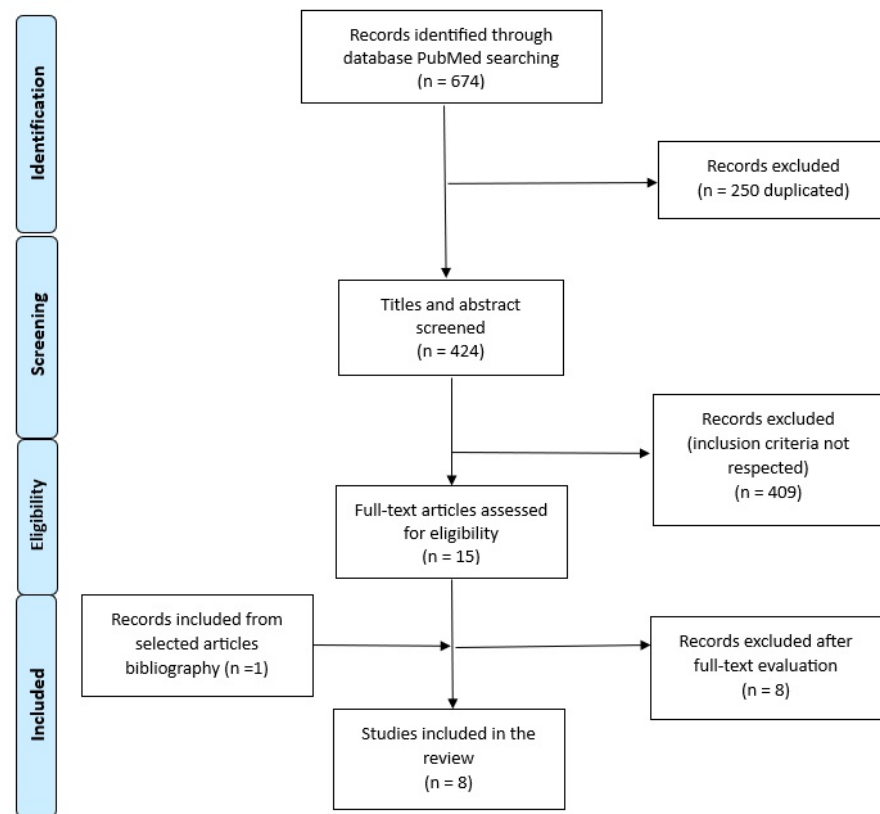 Identification
Records identified through
database PubMed searching
(n = 674)
Records excluded
(n = 250 duplicated)
Screening
Titles and abstract
screened
(n = 424)
Records excluded
(inclusion criteria not
respected)
(n = 409)
Eligibility
Full-text articles assessed
for eligibility
(n = 15)
Included
Records included from
selected articles
bibliography (n =1)
Records excluded after
full-text evaluation
(n = 8)
Studies included in the
review
(n = 8)